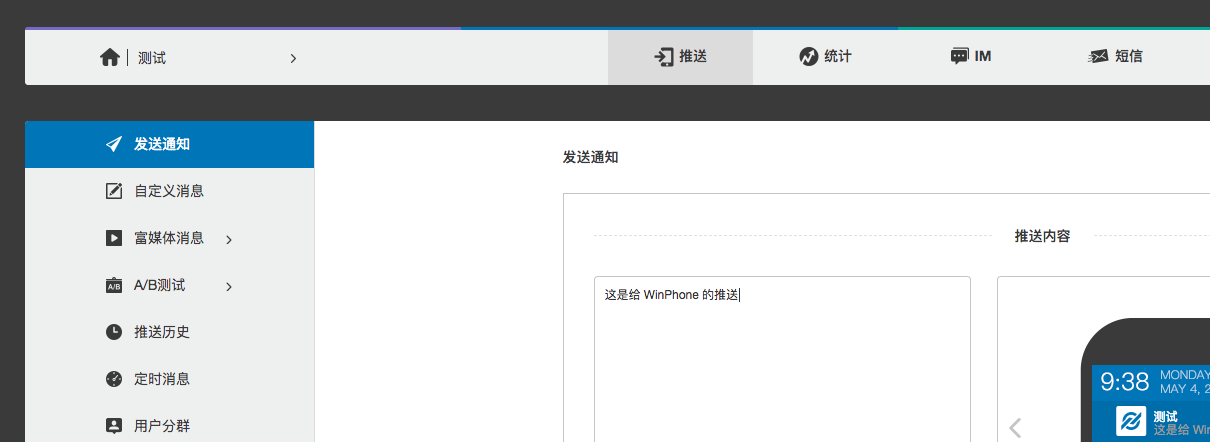 测试
推送
统计
IM
短信
发送通知
自定义消息
富媒体消息
A/B测试
推送历史
定时消息
用户分群
发送通知
推送内容
这是给 WinPhone 的推送
9:38
MONDAY
MAY 4, 2
测试
这是给 Win